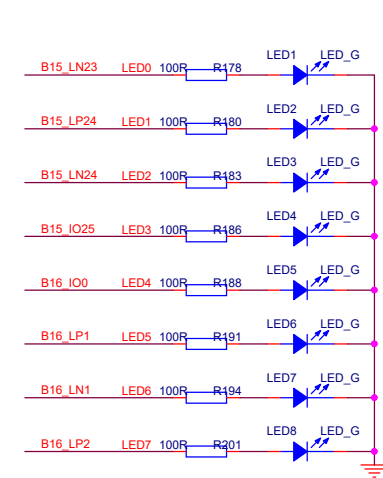 LED1 LED_G
B15_LN23 LED0 100R R178
LED2 LED_G
B15_LP24 LED1 100R R180
LED3 LED_G
B15_LN24 LED2 100R R183
LED4 LED_G
B15_IO25 LED3 100R R186
LED5 LED_G
B16_IO0 LED4 100R R188
LED6 LED_G
B16_LP1 LED5 100R R191
LED7 LED_G
B16_LN1 LED6 100R R194
LED8 LED_G
B16_LP2 LED7 100R R201